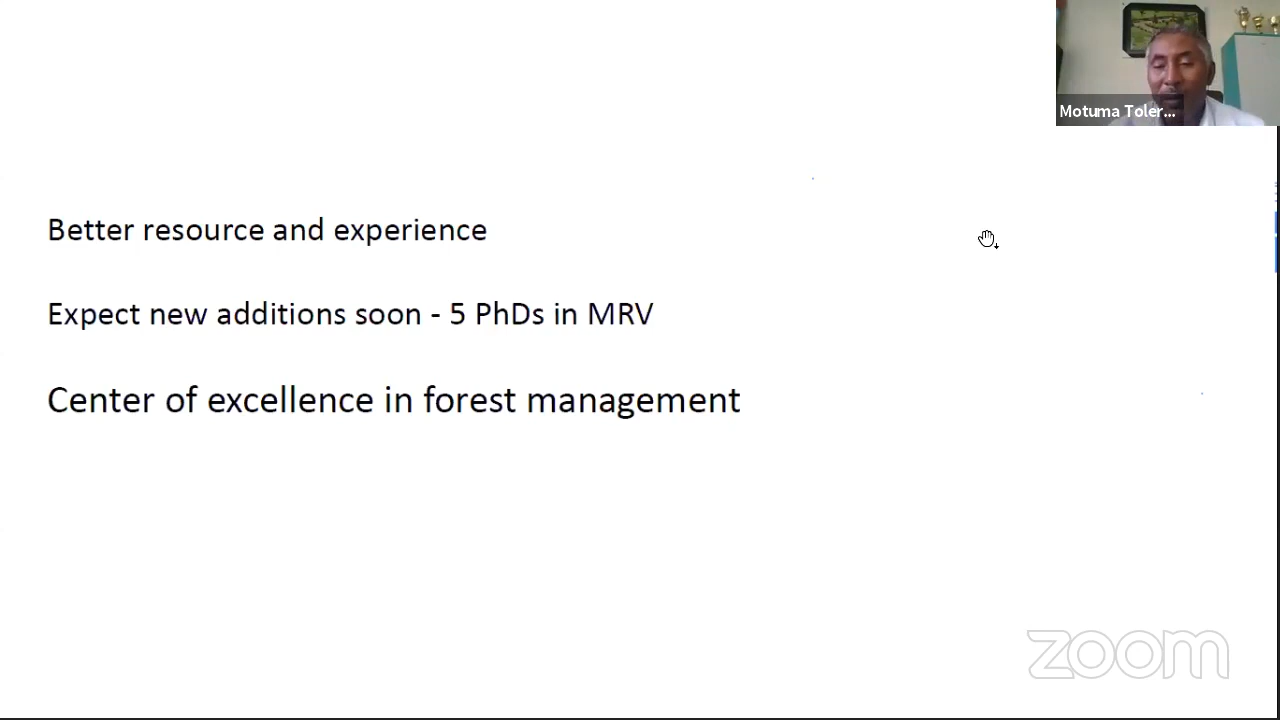 Motuma Toler...
Better resource and experience
Expect new additions soon - 5 PhDs in MRV
Center of excellence in forest management
zoom